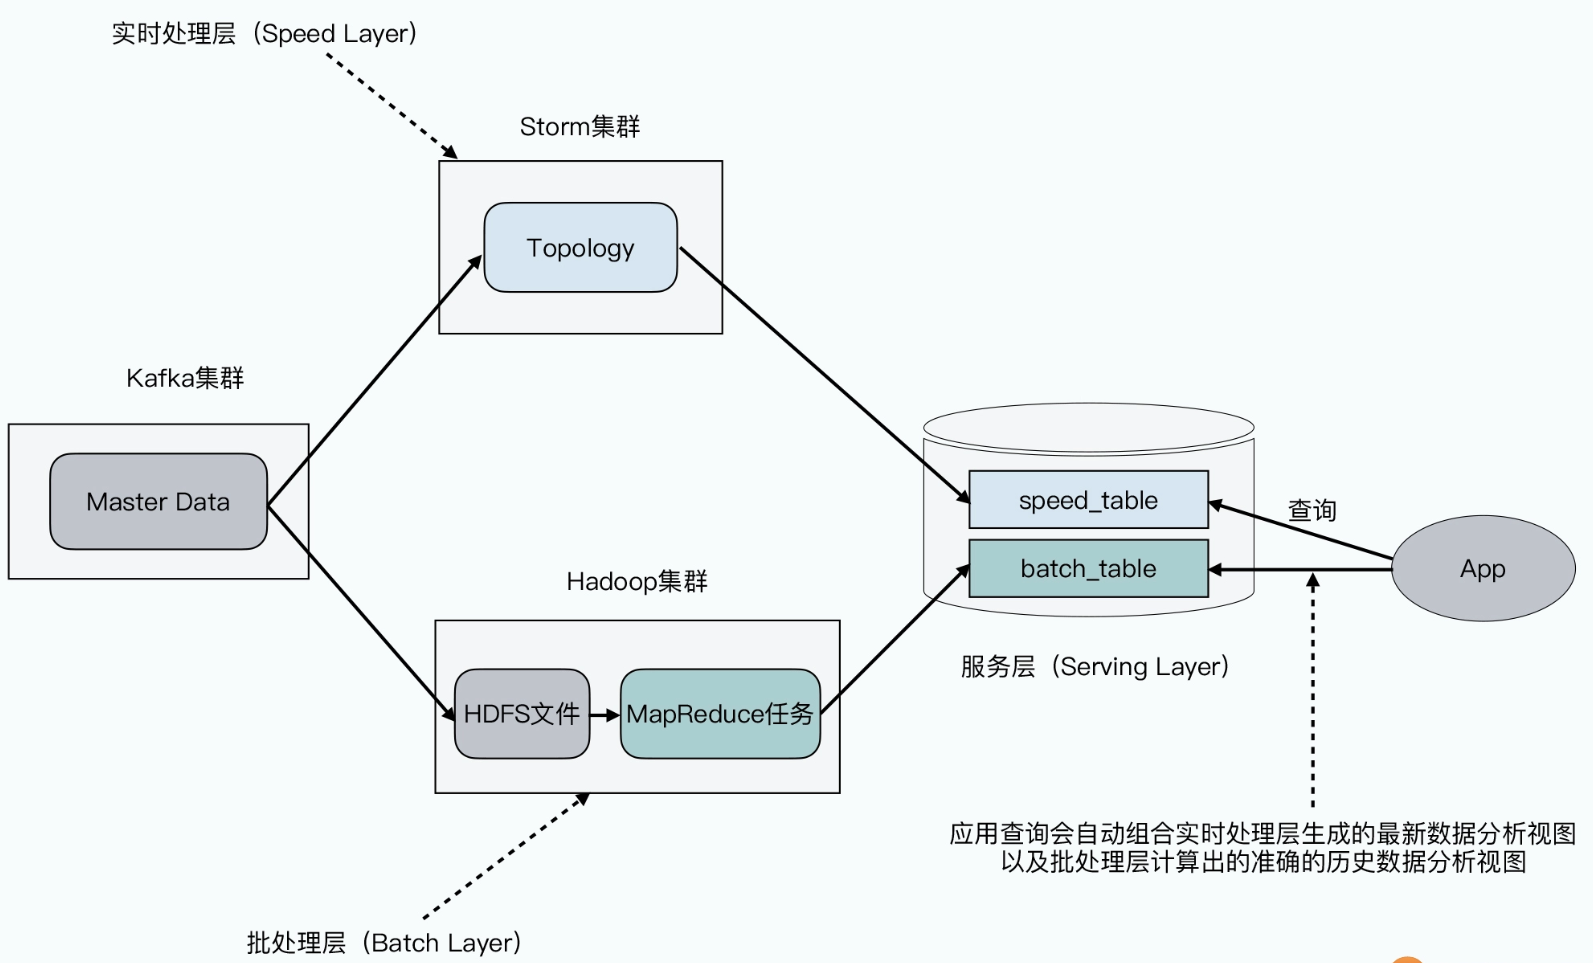 实时处理层（Speed Layer）
Storm集群
Topology
Kafka集群
Master Data
speed_table
查询
batch_table
App
Hadoop集群
服务层（Serving Layer）
HDFS文件
MapReduce任务
应用查询会自动组合实时处理层生成的最新数据分析视图
以及批处理层计算出的准确的历史数据分析视图
批处理层（Batch Layer）